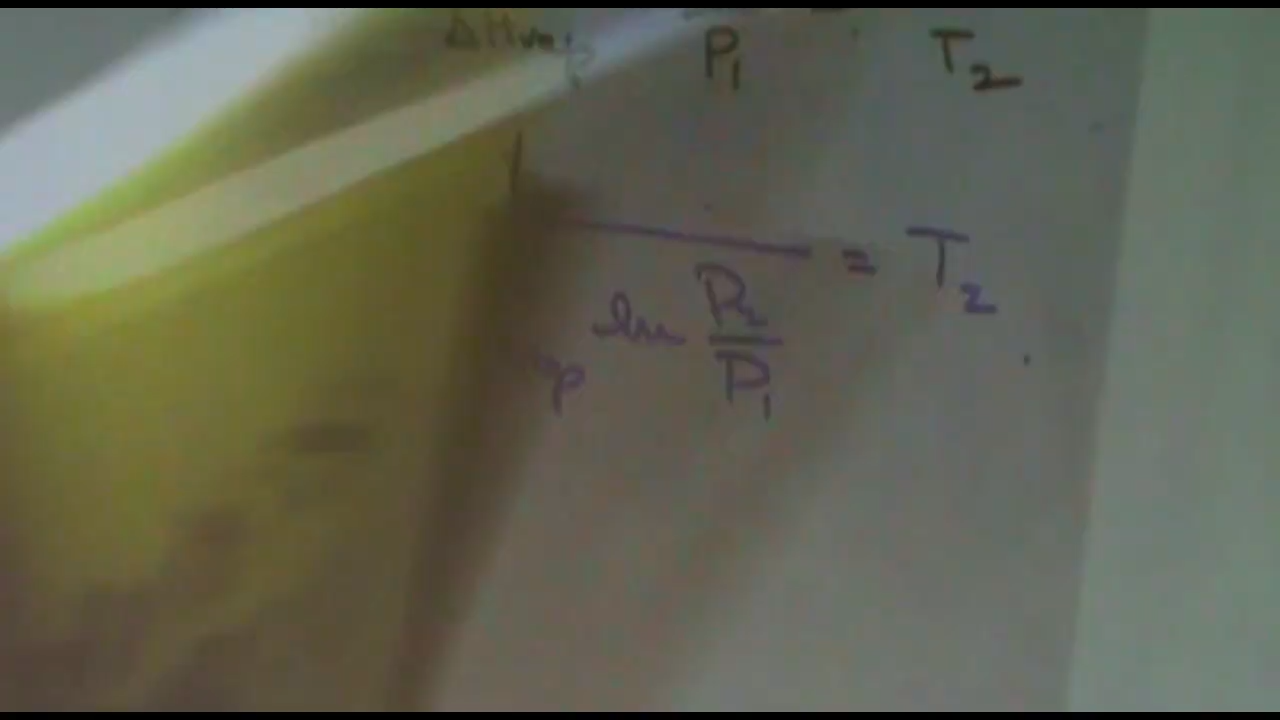 ΔHvap P₁ T₂
= T₂
p ln P₂/P₁